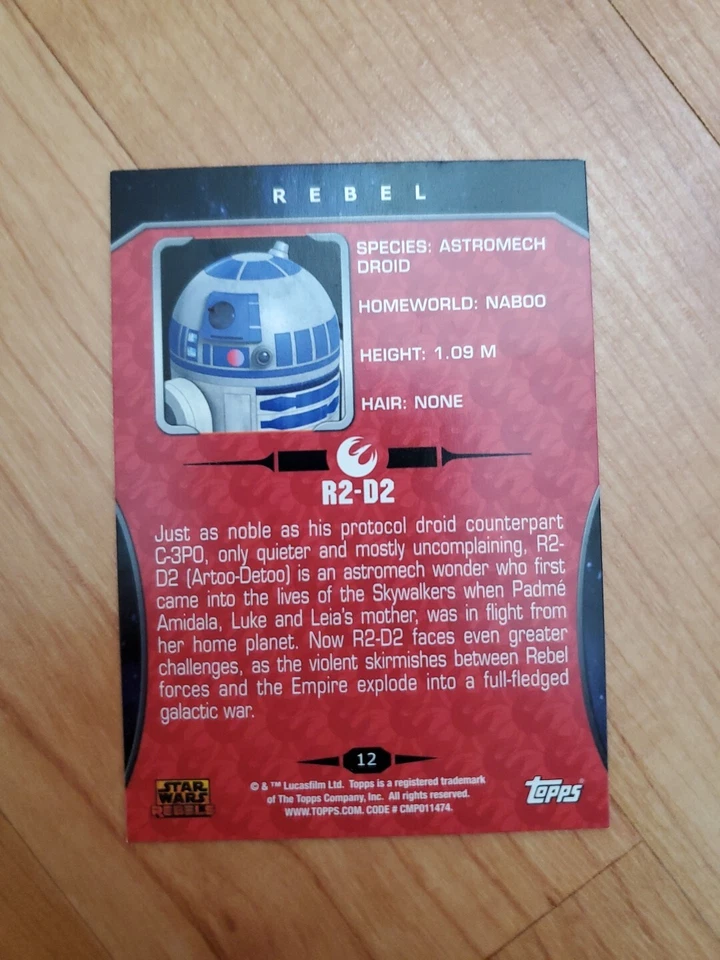 REBEL
SPECIES: ASTROMECH
DROID
HOMEWORLD: NABOO
HEIGHT: 1.09 M
HAIR: NONE
R2-D2
Just as noble as his protocol droid counterpart
C-3PO, only quieter and mostly uncomplaining, R2-
D2 (Artoo-Detoo) is an astromech wonder who first
came into the lives of the Skywalkers when Padmé
Amidala, Luke and Leia's mother, was in flight from
her home planet. Now R2-D2 faces even greater
challenges, as the violent skirmishes between Rebel
forces and the Empire explode into a full-fledged
galactic war.
12
STAR
WARS
REBELS
© & ™ Lucasfilm Ltd. Topps is a registered trademark
of The Topps Company, Inc. All rights reserved.
WWW.TOPPS.COM. CODE # CMP011474.
Topps®